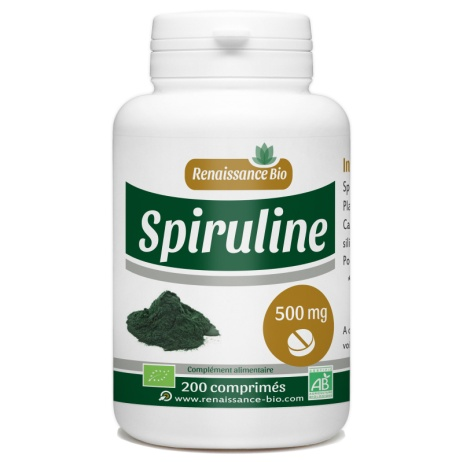 Renaissance Bio
Spiruline
500 mg
Complément alimentaire
200 comprimés
www.renaissance-bio.com
AB